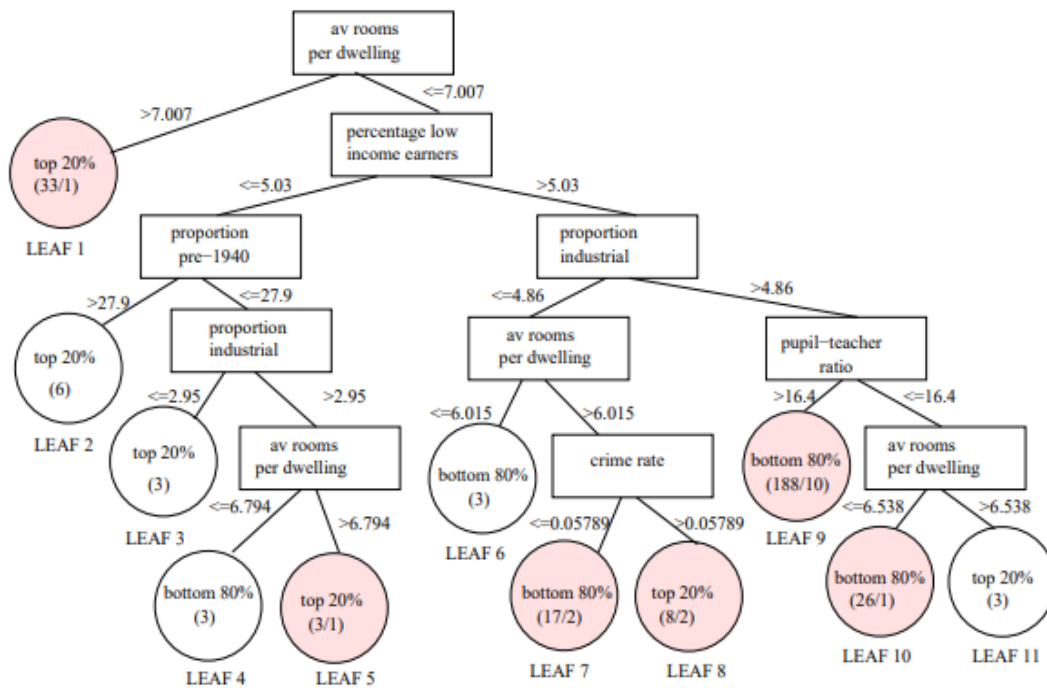 av rooms
per dwelling
>7.007
<=7.007
top 20%
(33/1)
LEAF 1
percentage low
income earners
<=5.03
>5.03
proportion
pre−1940
proportion
industrial
>27.9
<=27.9
<=4.86
>4.86
top 20%
(6)
LEAF 2
proportion
industrial
av rooms
per dwelling
pupil−teacher
ratio
<=2.95
>2.95
<=6.015
>6.015
>16.4
<=16.4
top 20%
(3)
LEAF 3
av rooms
per dwelling
bottom 80%
(3)
LEAF 6
crime rate
bottom 80%
(188/10)
LEAF 9
av rooms
per dwelling
<=6.794
>6.794
<=0.05789
>0.05789
<=6.538
>6.538
bottom 80%
(3)
LEAF 4
top 20%
(3/1)
LEAF 5
bottom 80%
(17/2)
LEAF 7
top 20%
(8/2)
LEAF 8
bottom 80%
(26/1)
LEAF 10
top 20%
(3)
LEAF 11